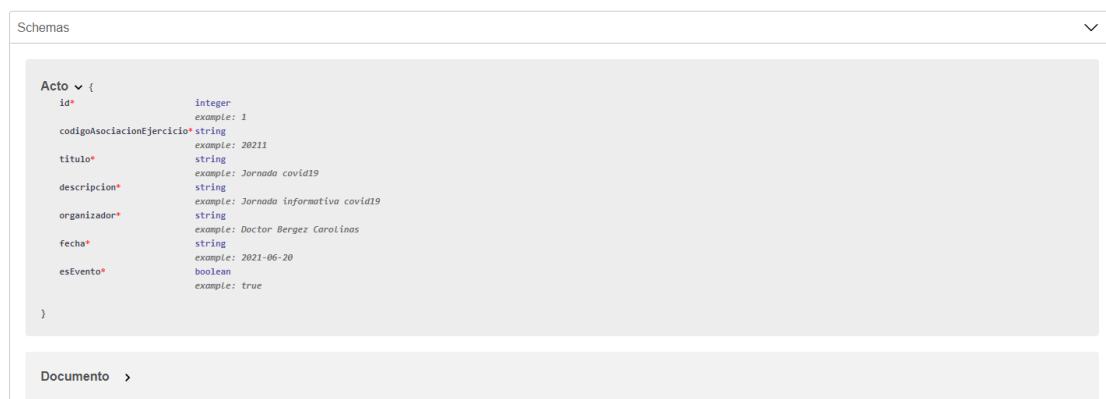 Schemas
Acto {
id* integer
example: 1
codigoAsociacionEjercicio* string
example: 20211
titulo* string
example: Jornada covid19
descripcion* string
example: Jornada informativa covid19
organizador* string
example: Doctor Bergez Carolinas
fecha* string
example: 2021-06-20
esEvento* boolean
example: true
}
Documento